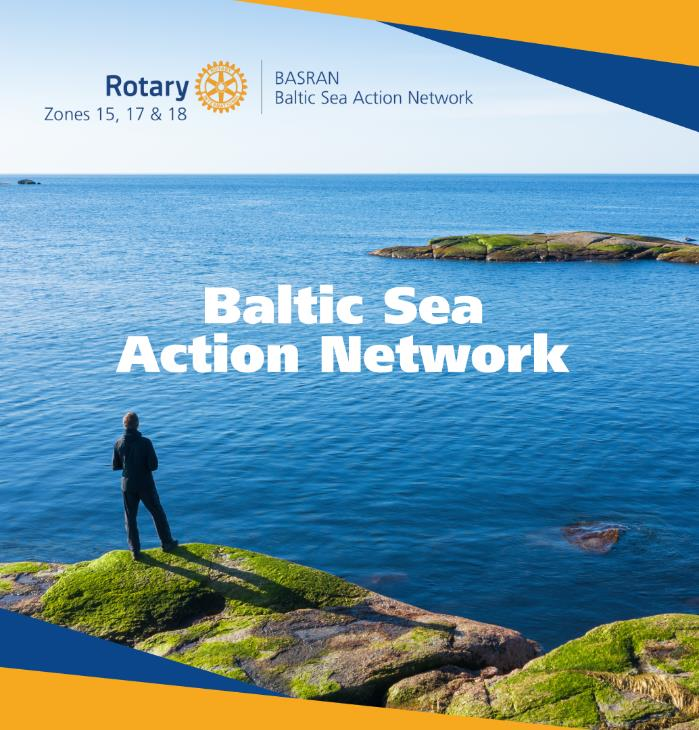 Rotary
Zones 15, 17 & 18
BASRAN
Baltic Sea Action Network
Baltic Sea
Action Network